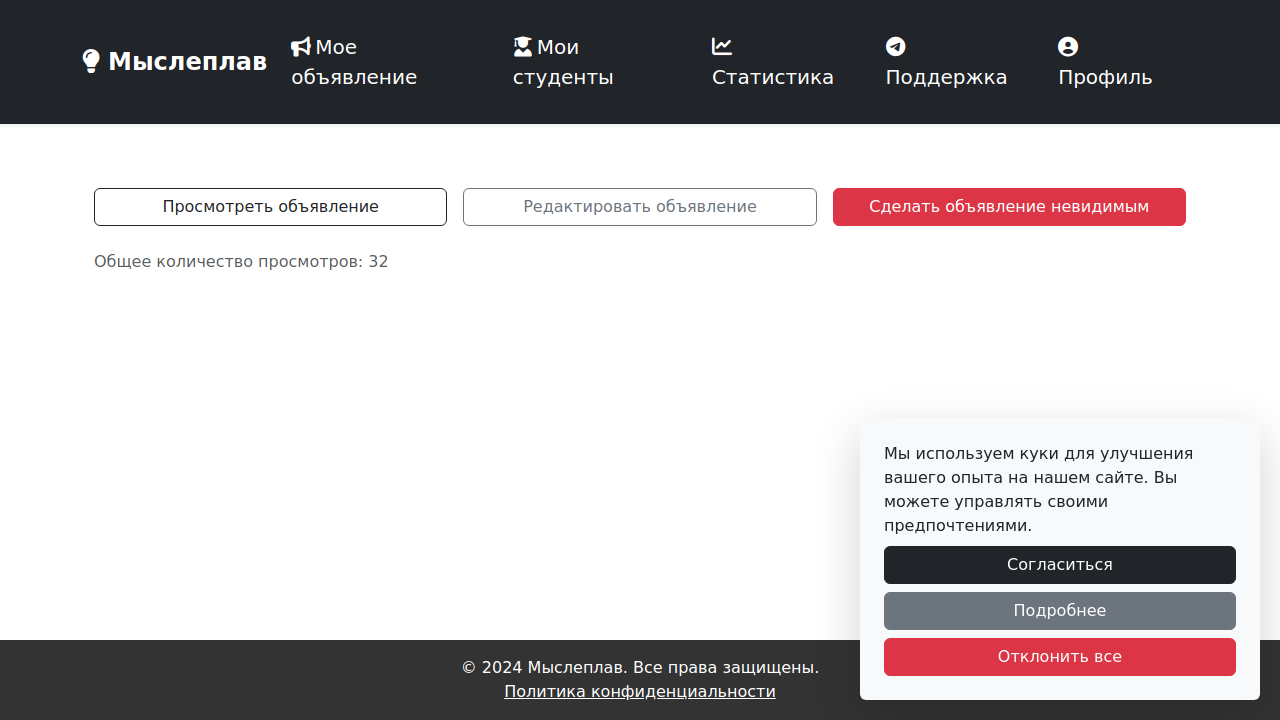 Мыслеплав
Мое
объявление
Мои
студенты
Статистика
Поддержка
Профиль
Просмотреть объявление
Редактировать объявление
Сделать объявление невидимым
Общее количество просмотров: 32
Мы используем куки для улучшения
вашего опыта на нашем сайте. Вы
можете управлять своими
предпочтениями.
Согласиться
Подробнее
Отклонить все
© 2024 Мыслеплав. Все права защищены.
Политика конфиденциальности